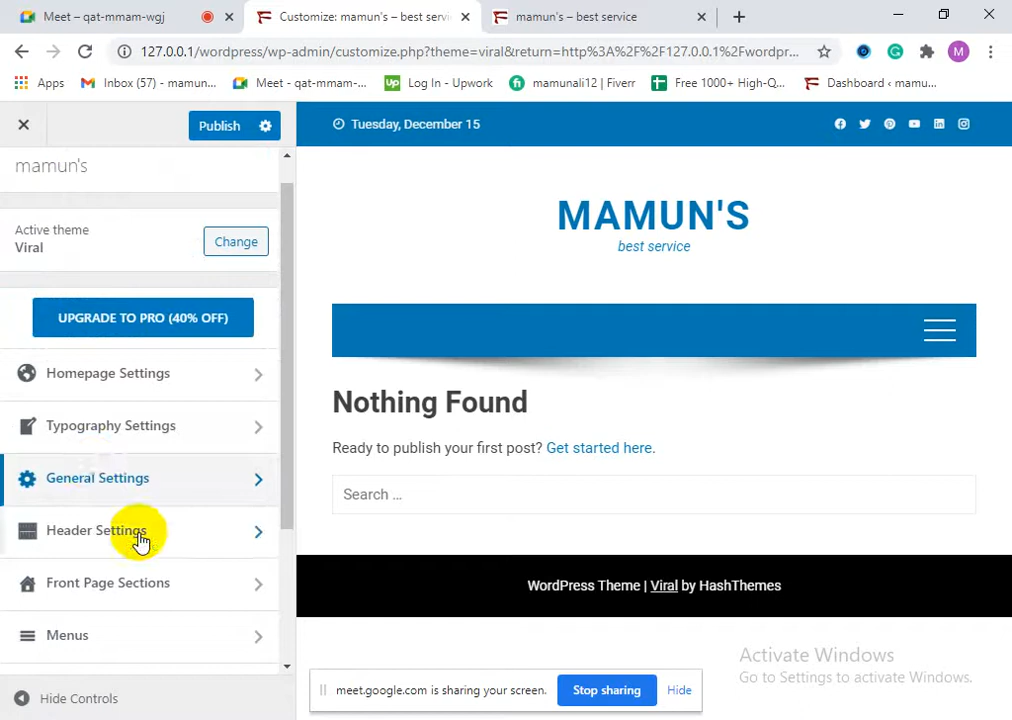 Meet – qat-mmam-wgj
Customize: mamun's – best servi
mamun's – best service
127.0.0.1/wordpress/wp-admin/customize.php?theme=viral&return=http%3A%2F%2F127.0.0.1%2Fwordpr...
M
Apps
Inbox (57) - mamun...
Meet - qat-mmam-...
up
Log In - Upwork
fi
mamunali12 | Fiverr
Free 1000+ High-Q...
Dashboard ‹ mamu...
Publish
Tuesday, December 15
mamun's
MAMUN'S
best service
Active theme
Viral
Change
UPGRADE TO PRO (40% OFF)
Homepage Settings
Typography Settings
General Settings
Header Settings
Front Page Sections
Menus
Hide Controls
Nothing Found
Ready to publish your first post? Get started here.
Search …
WordPress Theme | Viral by HashThemes
Activate Windows
Go to Settings to activate Windows.
meet.google.com is sharing your screen.
Stop sharing
Hide